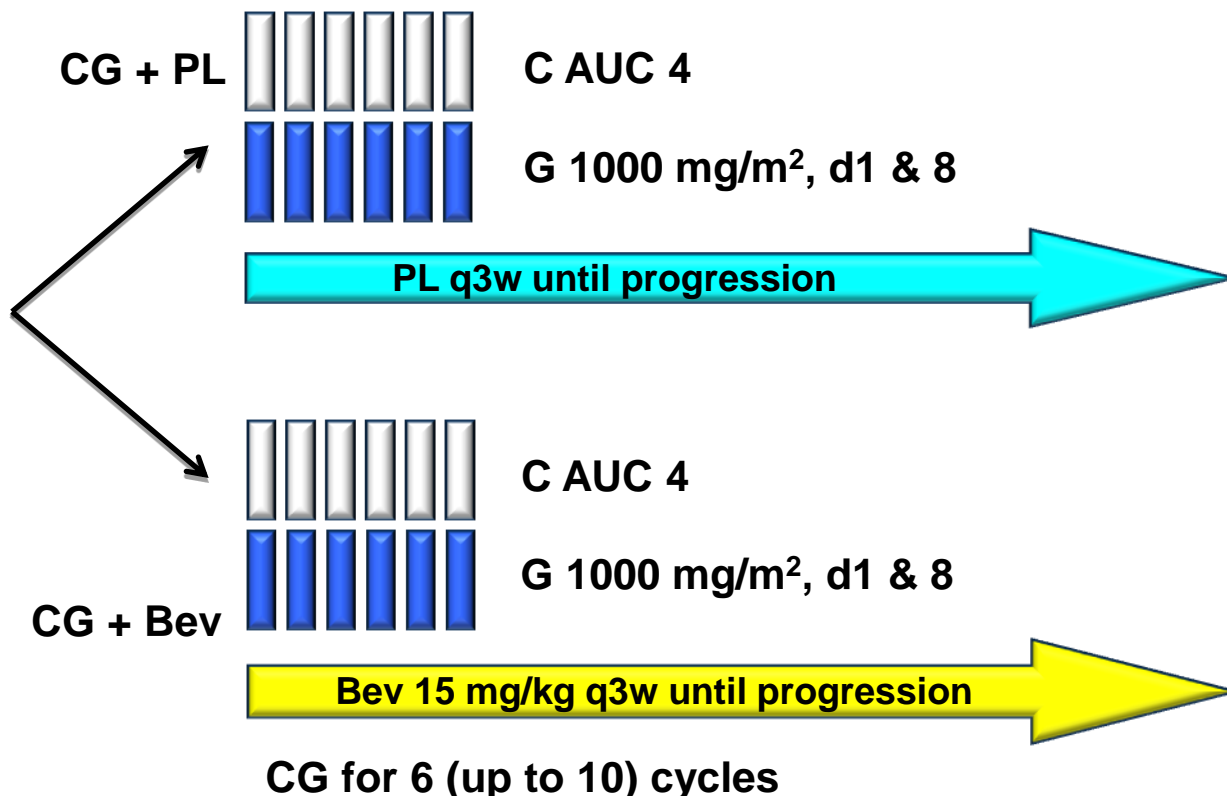 CG + PL
C AUC 4
G 1000 mg/m², d1 & 8
PL q3w until progression
C AUC 4
G 1000 mg/m², d1 & 8
CG + Bev
Bev 15 mg/kg q3w until progression
CG for 6 (up to 10) cycles